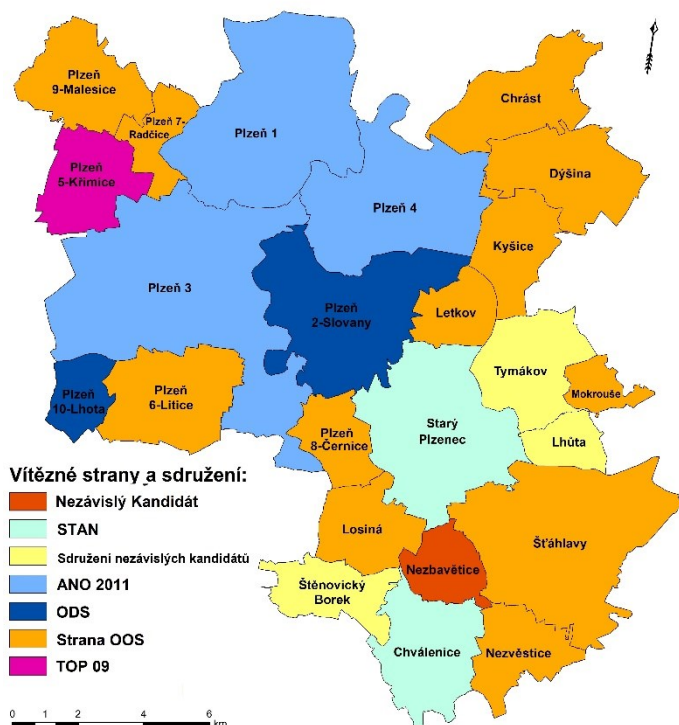 Plzeň
9-Malesice
Plzeň 7-
Radčice
Plzeň 1
Chrást
Plzeň
5-Křimice
Dýšina
Plzeň 4
Kyšice
Plzeň 3
Plzeň
2-Slovany
Letkov
Tymákov
Mokrouše
Plzeň
10-Lhota
Plzeň
6-Litice
Plzeň
8-Černice
Starý
Plzenec
Lhůta
Losiná
Šťáhlavy
Nezbavětice
Štěnovický
Borek
Chválenice
Nezvěstice
Vítězné strany a sdružení:
Nezávislý Kandidát
STAN
Sdružení nezávislých kandidátů
ANO 2011
ODS
Strana OOS
TOP 09
0 2 4 6
km